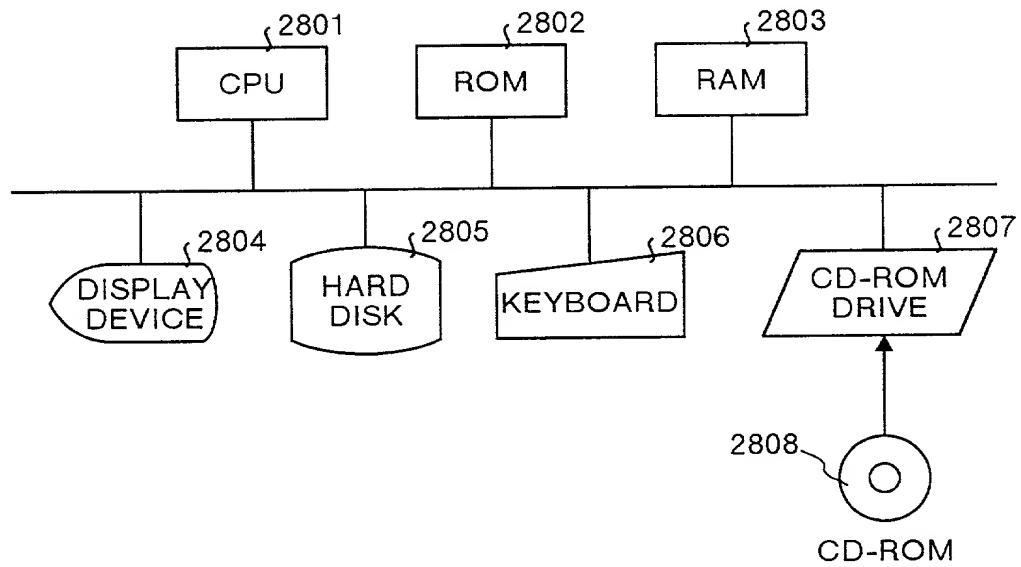 2801
CPU
2802
ROM
2803
RAM
2804
DISPLAY
DEVICE
2805
HARD
DISK
2806
KEYBOARD
2807
CD-ROM
DRIVE
2808
CD-ROM